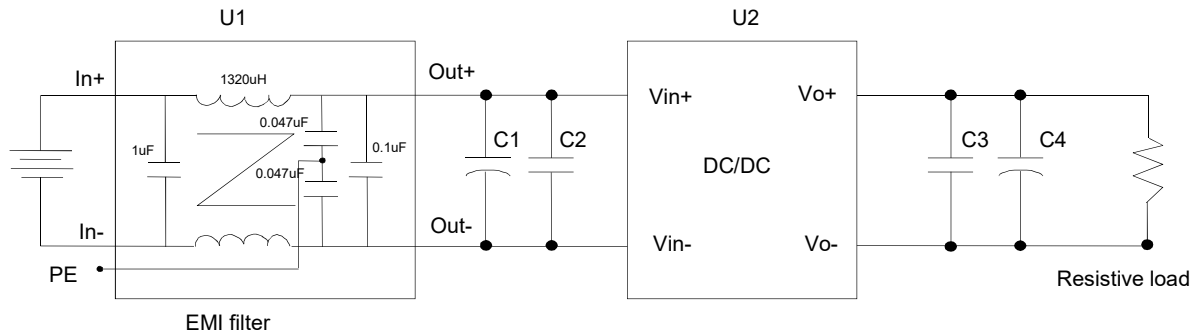 U1
U2
In+
1320uH
Out+
Vin+
Vo+
0.047uF
1uF
0.1uF
C1
C2
DC/DC
C3
C4
0.047uF
In-
Out-
Vin-
Vo-
PE
Resistive load
EMI filter